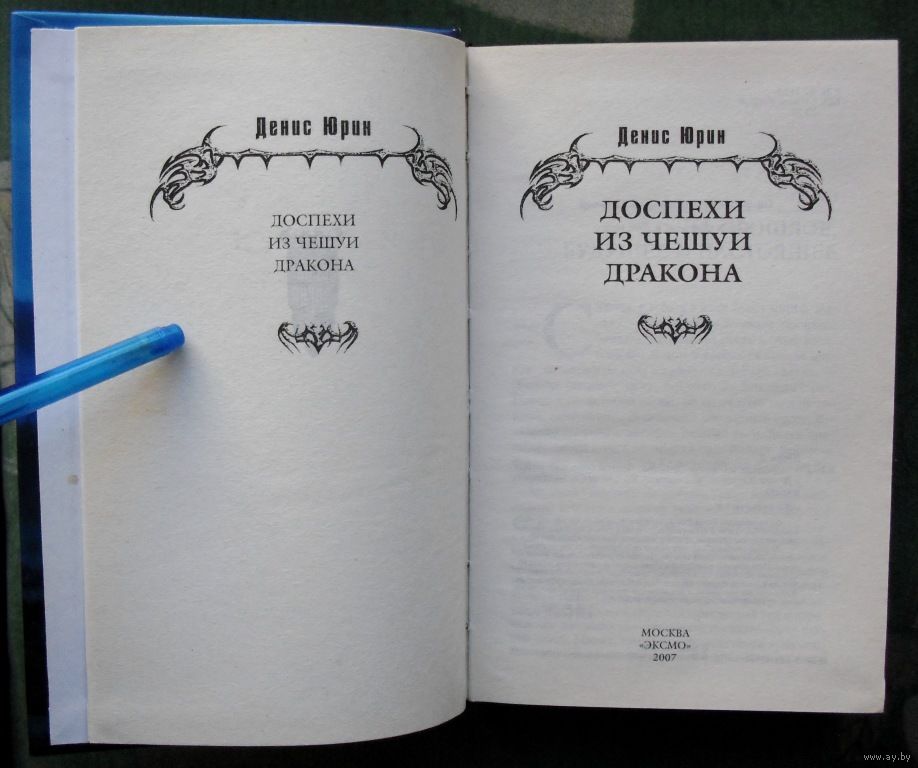 Денис Юрин
ДОСПЕХИ
ИЗ ЧЕШУИ
ДРАКОНА
Денис Юрин
ДОСПЕХИ
ИЗ ЧЕШУИ
ДРАКОНА
МОСКВА
«ЭКСМО»
2007
www.ay.by